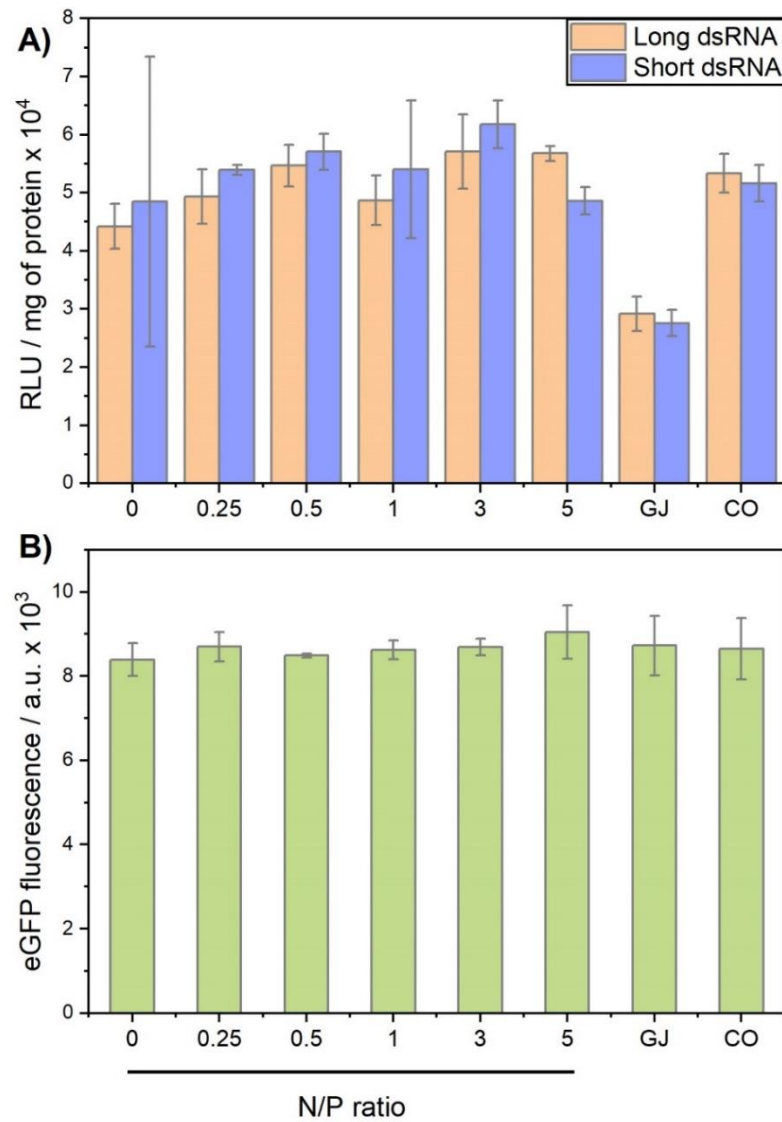 A)
Long dsRNA
Short dsRNA
RLU / mg of protein x 10⁴
8
7
6
5
4
3
2
1
0
0 0.25 0.5 1 3 5 GJ CO
B)
eGFP fluorescence / a.u. x 10³
10
8
6
4
2
0
0 0.25 0.5 1 3 5 GJ CO
N/P ratio